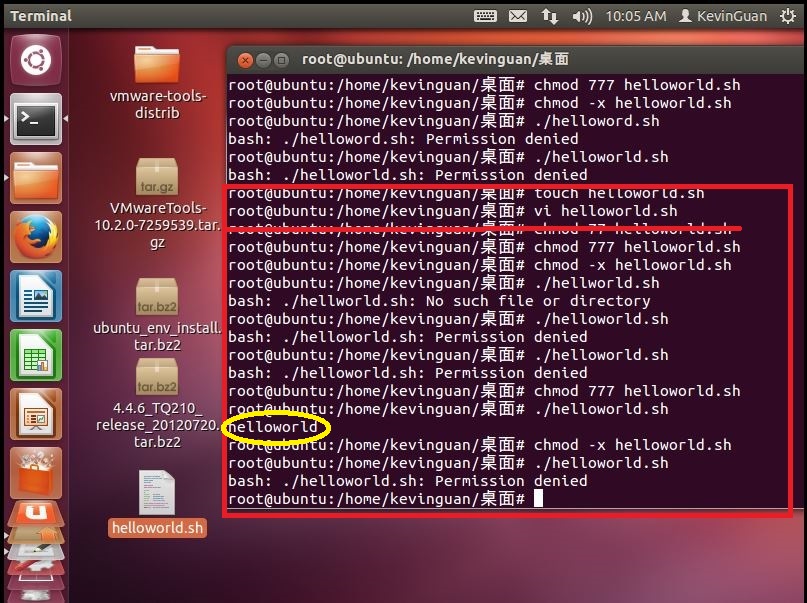 Terminal
10:05 AM
KevinGuan
vmware-tools-
distrib
tar.gz
VMwareTools-
10.2.0-7259539.tar.
gz
tar.bz2
ubuntu_env_install.
tar.bz2
tar.bz2
4.4.6_TQ210_
release_20120720.
tar.bz2
helloworld.sh
root@ubuntu: /home/kevinguan/桌面
root@ubuntu:/home/kevinguan/桌面# chmod 777 helloworld.sh
root@ubuntu:/home/kevinguan/桌面# chmod -x helloworld.sh
root@ubuntu:/home/kevinguan/桌面# ./helloword.sh
bash: ./helloword.sh: Permission denied
root@ubuntu:/home/kevinguan/桌面# ./helloworld.sh
bash: ./helloworld.sh: Permission denied
root@ubuntu:/home/kevinguan/桌面# touch helloworld.sh
root@ubuntu:/home/kevinguan/桌面# vi helloworld.sh
root@ubuntu:/home/kevinguan/桌面# chmod 77 helloworld.sh
root@ubuntu:/home/kevinguan/桌面# chmod 777 helloworld.sh
root@ubuntu:/home/kevinguan/桌面# chmod -x helloworld.sh
root@ubuntu:/home/kevinguan/桌面# ./hellworld.sh
bash: ./hellworld.sh: No such file or directory
root@ubuntu:/home/kevinguan/桌面# ./helloworld.sh
bash: ./helloworld.sh: Permission denied
root@ubuntu:/home/kevinguan/桌面# ./helloworld.sh
bash: ./helloworld.sh: Permission denied
root@ubuntu:/home/kevinguan/桌面# chmod 777 helloworld.sh
root@ubuntu:/home/kevinguan/桌面# ./helloworld.sh
helloworld
root@ubuntu:/home/kevinguan/桌面# chmod -x helloworld.sh
root@ubuntu:/home/kevinguan/桌面# ./helloworld.sh
bash: ./helloworld.sh: Permission denied
root@ubuntu:/home/kevinguan/桌面#